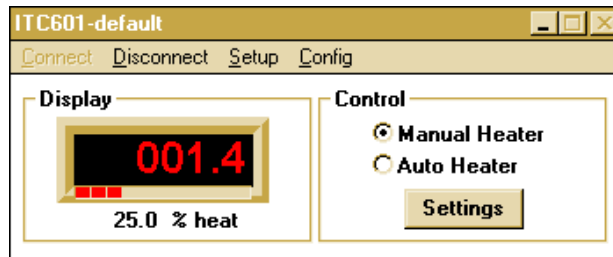 ITC601-default
Connect Disconnect Setup Config
Display
001.4
25.0 % heat
Control
Manual Heater
Auto Heater
Settings